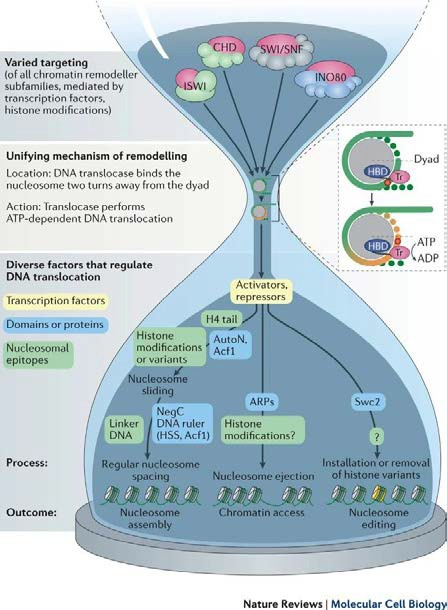 Varied targeting
(of all chromatin remodeller
subfamilies, mediated by
transcription factors,
histone modifications)
CHD
SWI/SNF
ISWI
INO80
Unifying mechanism of remodelling
Location: DNA translocase binds the
nucleosome two turns away from the dyad
Action: Translocase performs
ATP-dependent DNA translocation
Dyad
HBD
Tr
HBD
Tr
ATP
ADP
Diverse factors that regulate
DNA translocation
Transcription factors
Domains or proteins
Nucleosomal
epitopes
Activators,
repressors
H4 tail
Histone
modifications
or variants
AutoN,
Acf1
Nucleosome
sliding
Linker
DNA
NegC
DNA ruler
(HSS, Acf1)
ARPs
Histone
modifications?
Swc2
?
Process:
Regular nucleosome
spacing
Nucleosome ejection
Installation or removal
of histone variants
Outcome:
Nucleosome
assembly
Chromatin access
Nucleosome
editing
Nature Reviews | Molecular Cell Biology